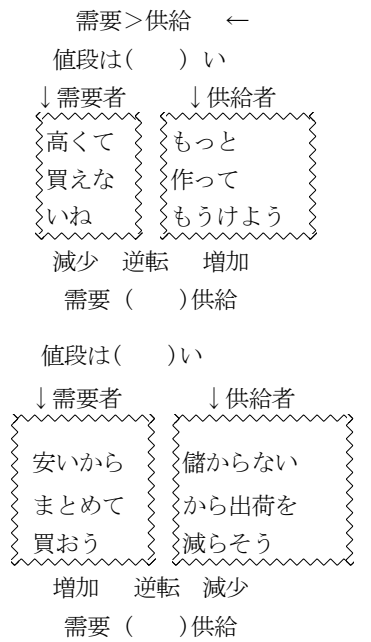 需要＞供給　←
値段は(　　) い
↓需要者　　↓供給者
高くて　もっと
買えな　作って
いね　もうけよう
減少　逆転　増加
需要 (　　)供給
値段は(　　)い
↓需要者　　↓供給者
安いから　儲からない
まとめて　から出荷を
買おう　減らそう
増加　逆転　減少
需要 (　　)供給